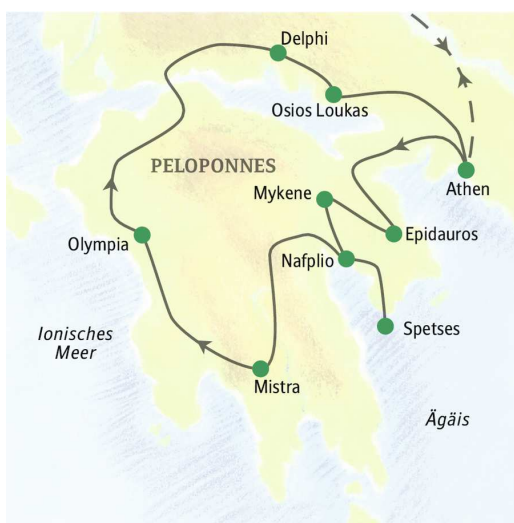 Delphi
Osios Loukas
PELOPONNES
Athen
Mykene
Epidauros
Olympia
Nafplio
Ionisches
Meer
Spetses
Mistra
Ägäis